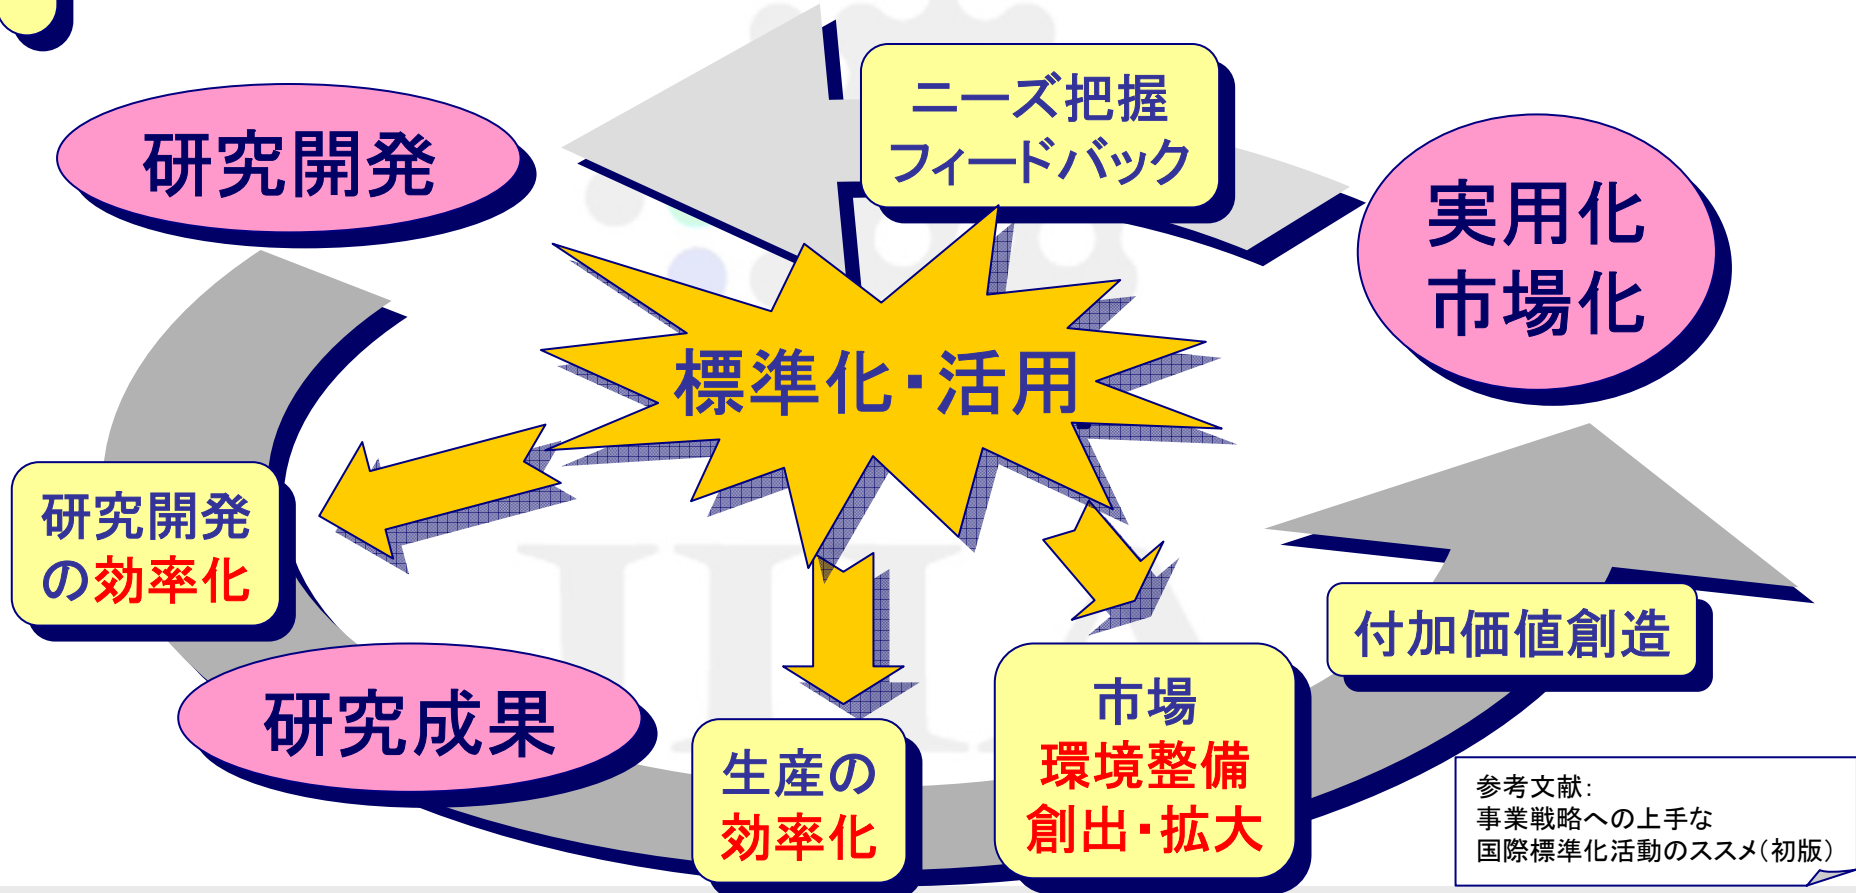 ニーズ把握
フィードバック
研究開発
実用化
市場化
標準化・活用
研究開発
の効率化
付加価値創造
研究成果
市場
環境整備
創出・拡大
生産の
効率化
参考文献:
事業戦略への上手な
国際標準化活動のススメ(初版)